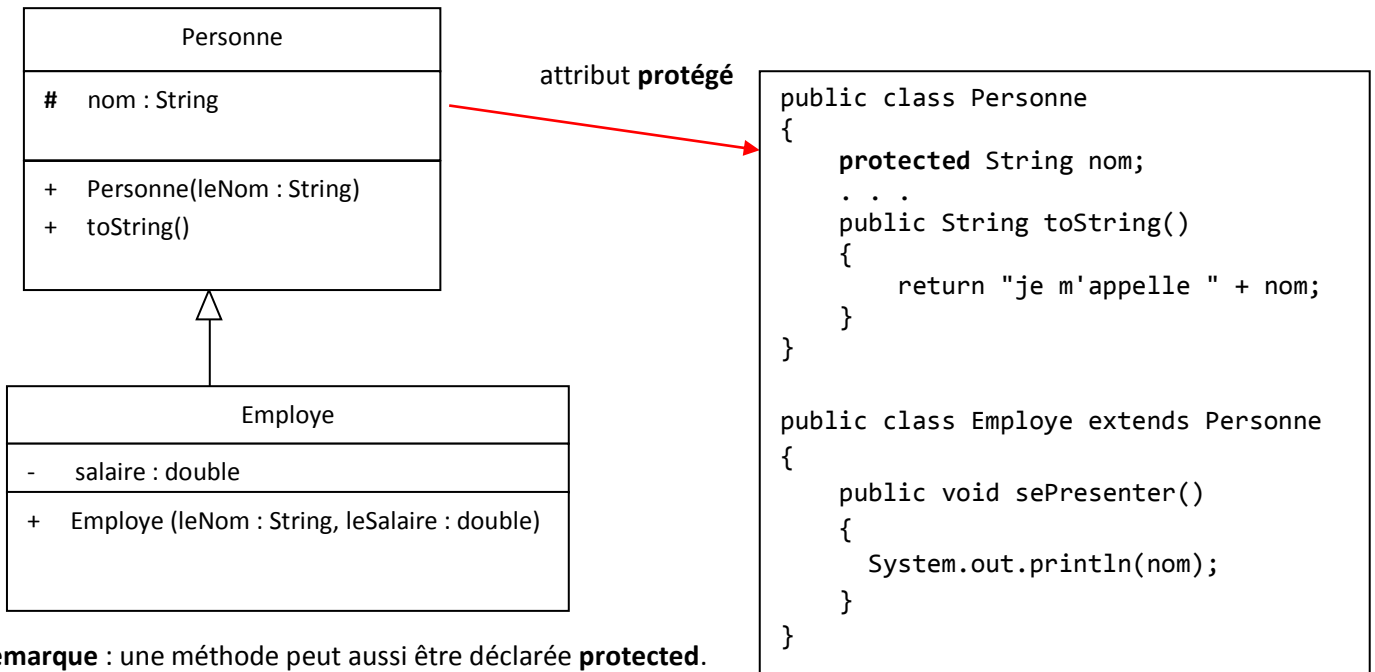 Personne
# nom : String
+ Personne(leNom : String)
+ toString()
Employe
- salaire : double
+ Employe (leNom : String, leSalaire : double)
attribut protégé
public class Personne
{
protected String nom;
. . .
public String toString()
{
return "je m'appelle " + nom;
}
}
public class Employe extends Personne
{
public void sePresenter()
{
System.out.println(nom);
}
}
emarque : une méthode peut aussi être déclarée protected.